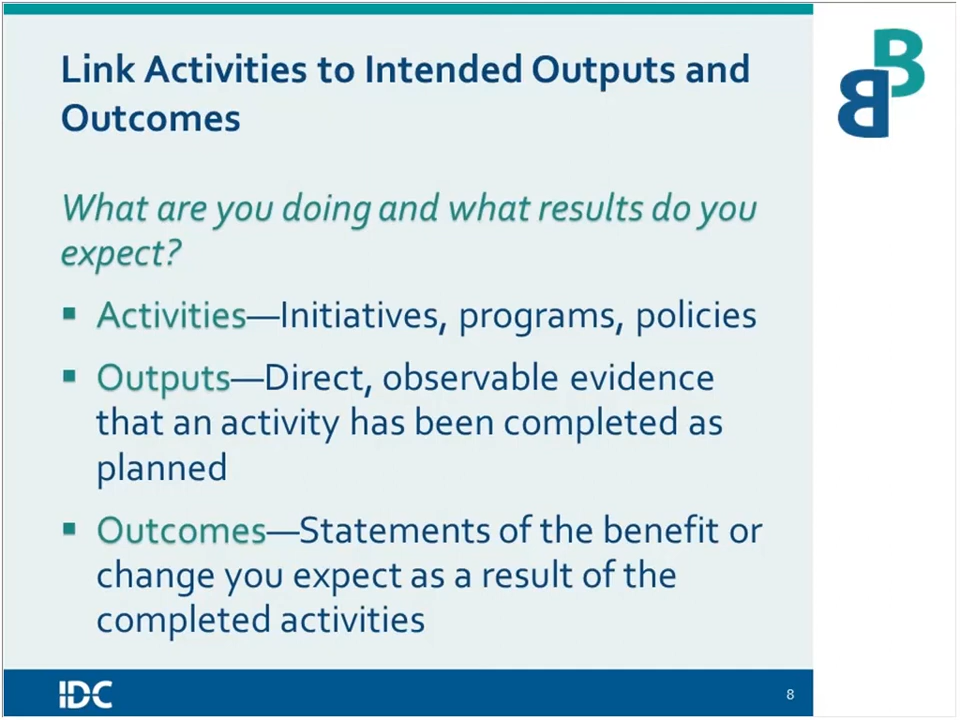 Link Activities to Intended Outputs and
Outcomes
What are you doing and what results do you
expect?
▪ Activities—Initiatives, programs, policies
▪ Outputs—Direct, observable evidence
that an activity has been completed as
planned
▪ Outcomes—Statements of the benefit or
change you expect as a result of the
completed activities
B
B
IDC
8